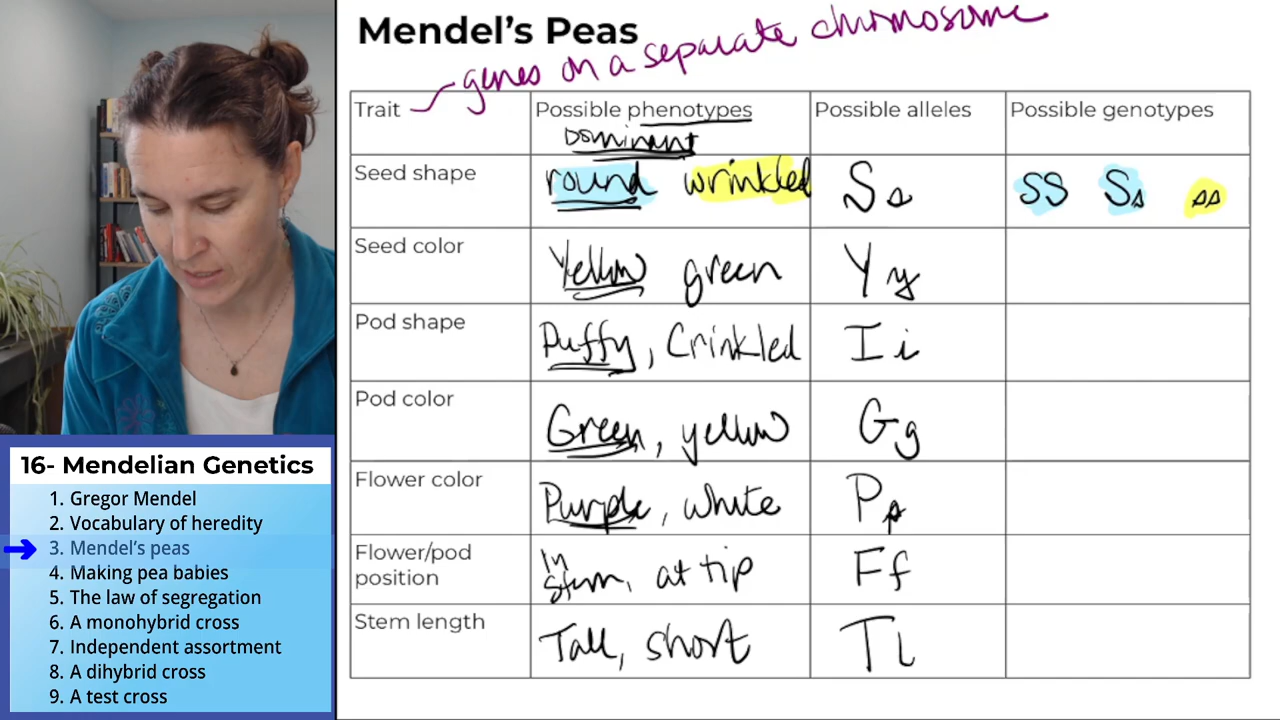 Mendel's Peas
genes on a separate chromosome
Trait Possible phenotypes Possible alleles Possible genotypes
Dominant
Seed shape round wrinkled S s SS Ss ss
Seed color Yellow green Y y
Pod shape Puffy, Crinkled I i
Pod color Green, yellow G g
Flower color Purple, white P p
Flower/pod position In stem, at tip F f
Stem length Tall, short T
16- Mendelian Genetics
1. Gregor Mendel
2. Vocabulary of heredity
3. Mendel's peas
4. Making pea babies
5. The law of segregation
6. A monohybrid cross
7. Independent assortment
8. A dihybrid cross
9. A test cross